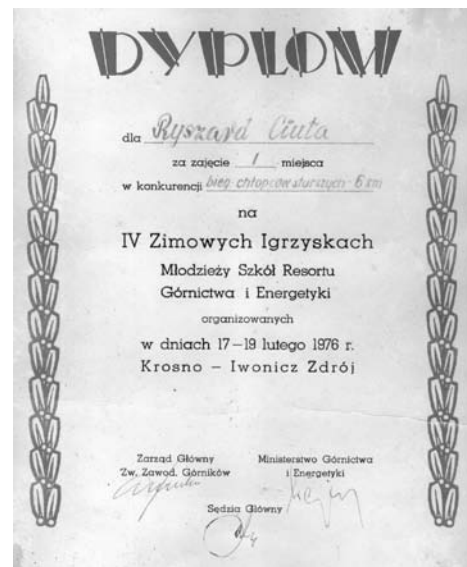 DYPLOM
dla Ryszard Ciuła
za zajęcie I miejsca
w konkurencji bieg chłopców starszych 6 km
na
IV Zimowych Igrzyskach
Młodzieży Szkół Resortu
Górnictwa i Energetyki
organizowanych
w dniach 17–19 lutego 1976 r.
Krosno – Iwonicz Zdrój
Zarząd Główny Ministerstwo Górnictwa
Zw. Zawod. Górników i Energetyki
Sędzia Główny